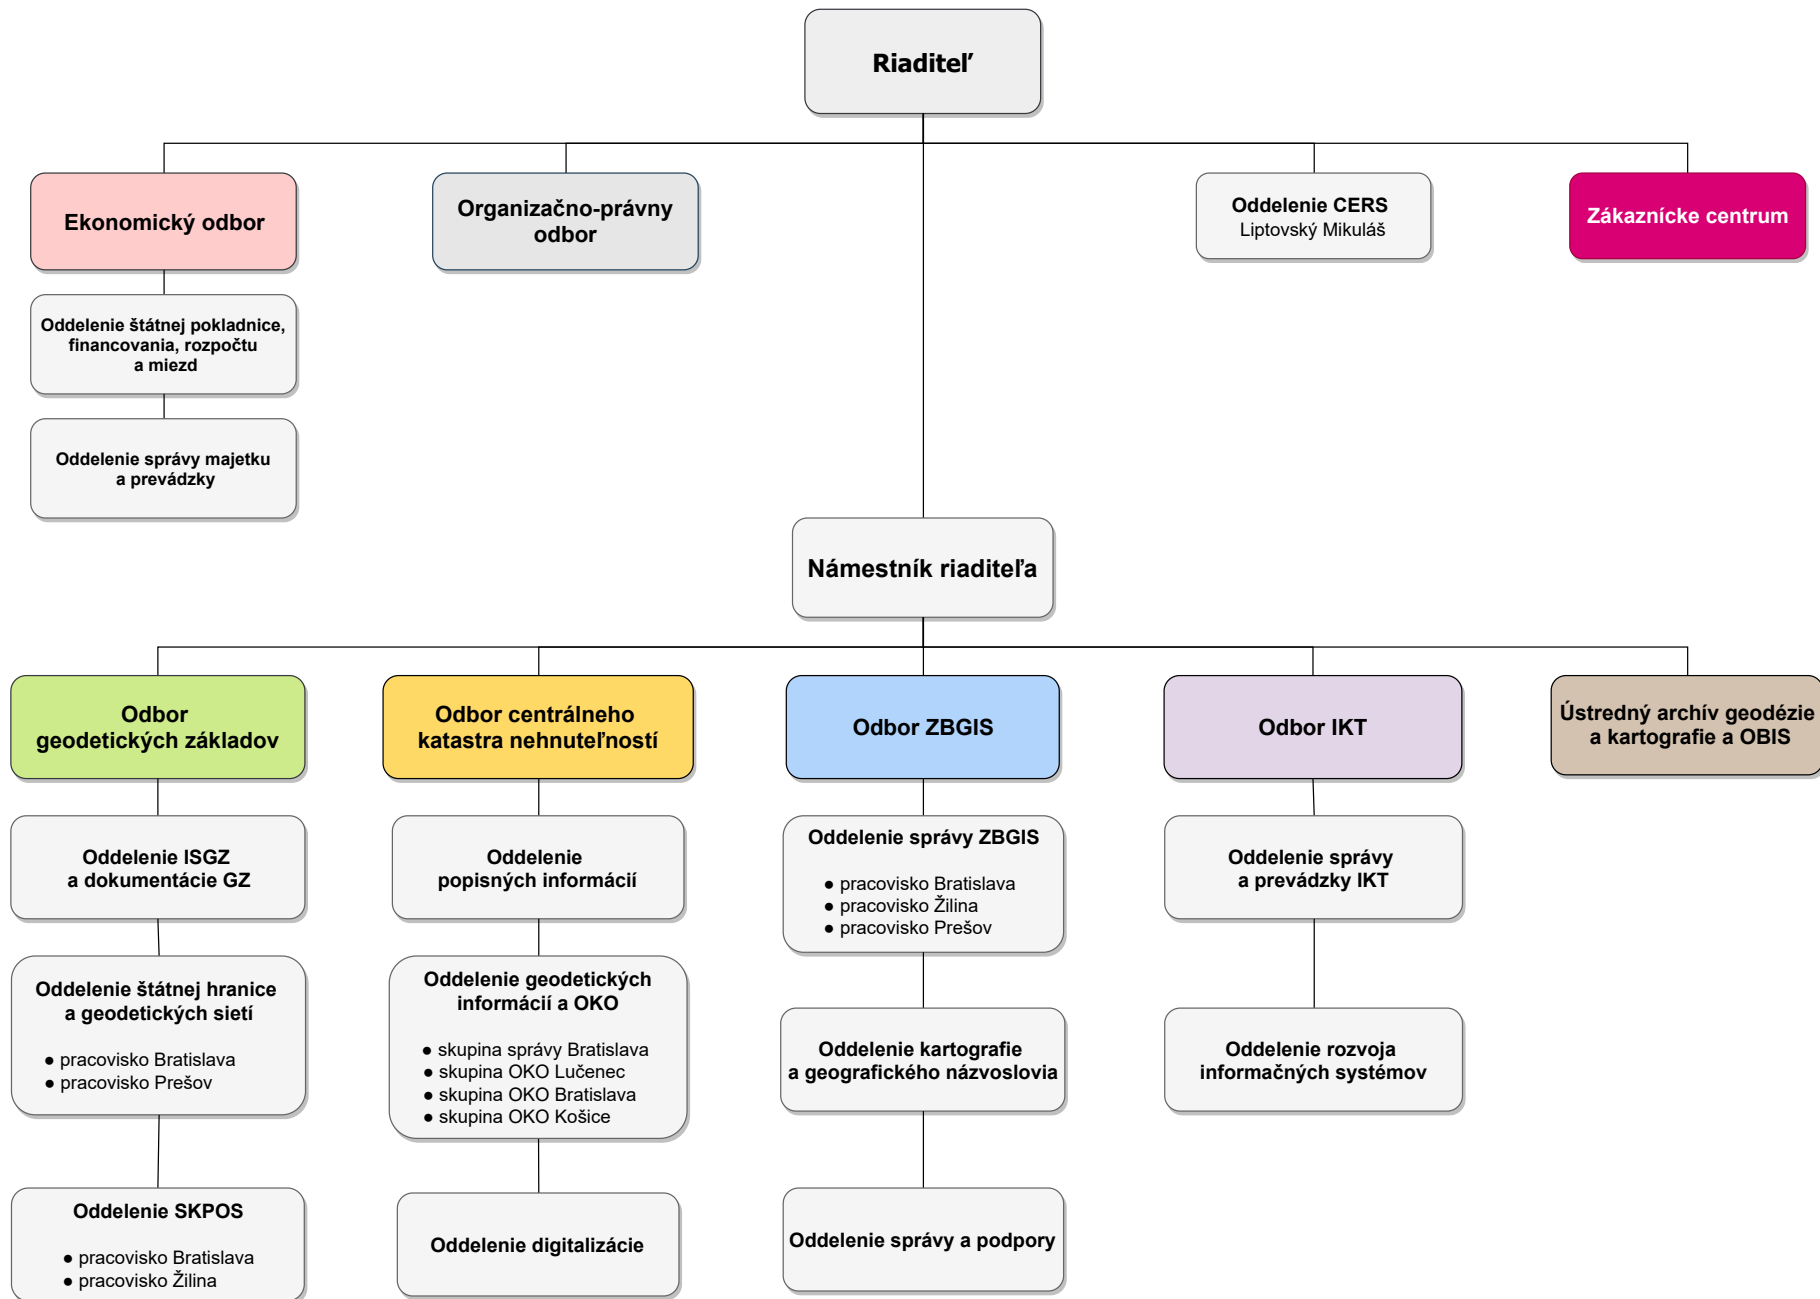 Riaditeľ
Ekonomický odbor
Organizačno-právny
odbor
Oddelenie CERS
Liptovský Mikuláš
Zákaznícke centrum
Oddelenie štátnej pokladnice,
financovania, rozpočtu
a miezd
Oddelenie správy majetku
a prevádzky
Námestník riaditeľa
Odbor
geodetických základov
Odbor centrálneho
katastra nehnuteľností
Odbor ZBGIS
Odbor IKT
Ústredný archív geodézie
a kartografie a OBIS
Oddelenie ISGZ
a dokumentácie GZ
Oddelenie štátnej hranice
a geodetických sietí
● pracovisko Bratislava
● pracovisko Prešov
Oddelenie SKPOS
● pracovisko Bratislava
● pracovisko Žilina
Oddelenie
popisných informácií
Oddelenie geodetických
informácií a OKO
● skupina správy Bratislava
● skupina OKO Lučenec
● skupina OKO Bratislava
● skupina OKO Košice
Oddelenie digitalizácie
Oddelenie správy ZBGIS
● pracovisko Bratislava
● pracovisko Žilina
● pracovisko Prešov
Oddelenie kartografie
a geografického názvoslovia
Oddelenie správy a podpory
Oddelenie správy
a prevádzky IKT
Oddelenie rozvoja
informačných systémov